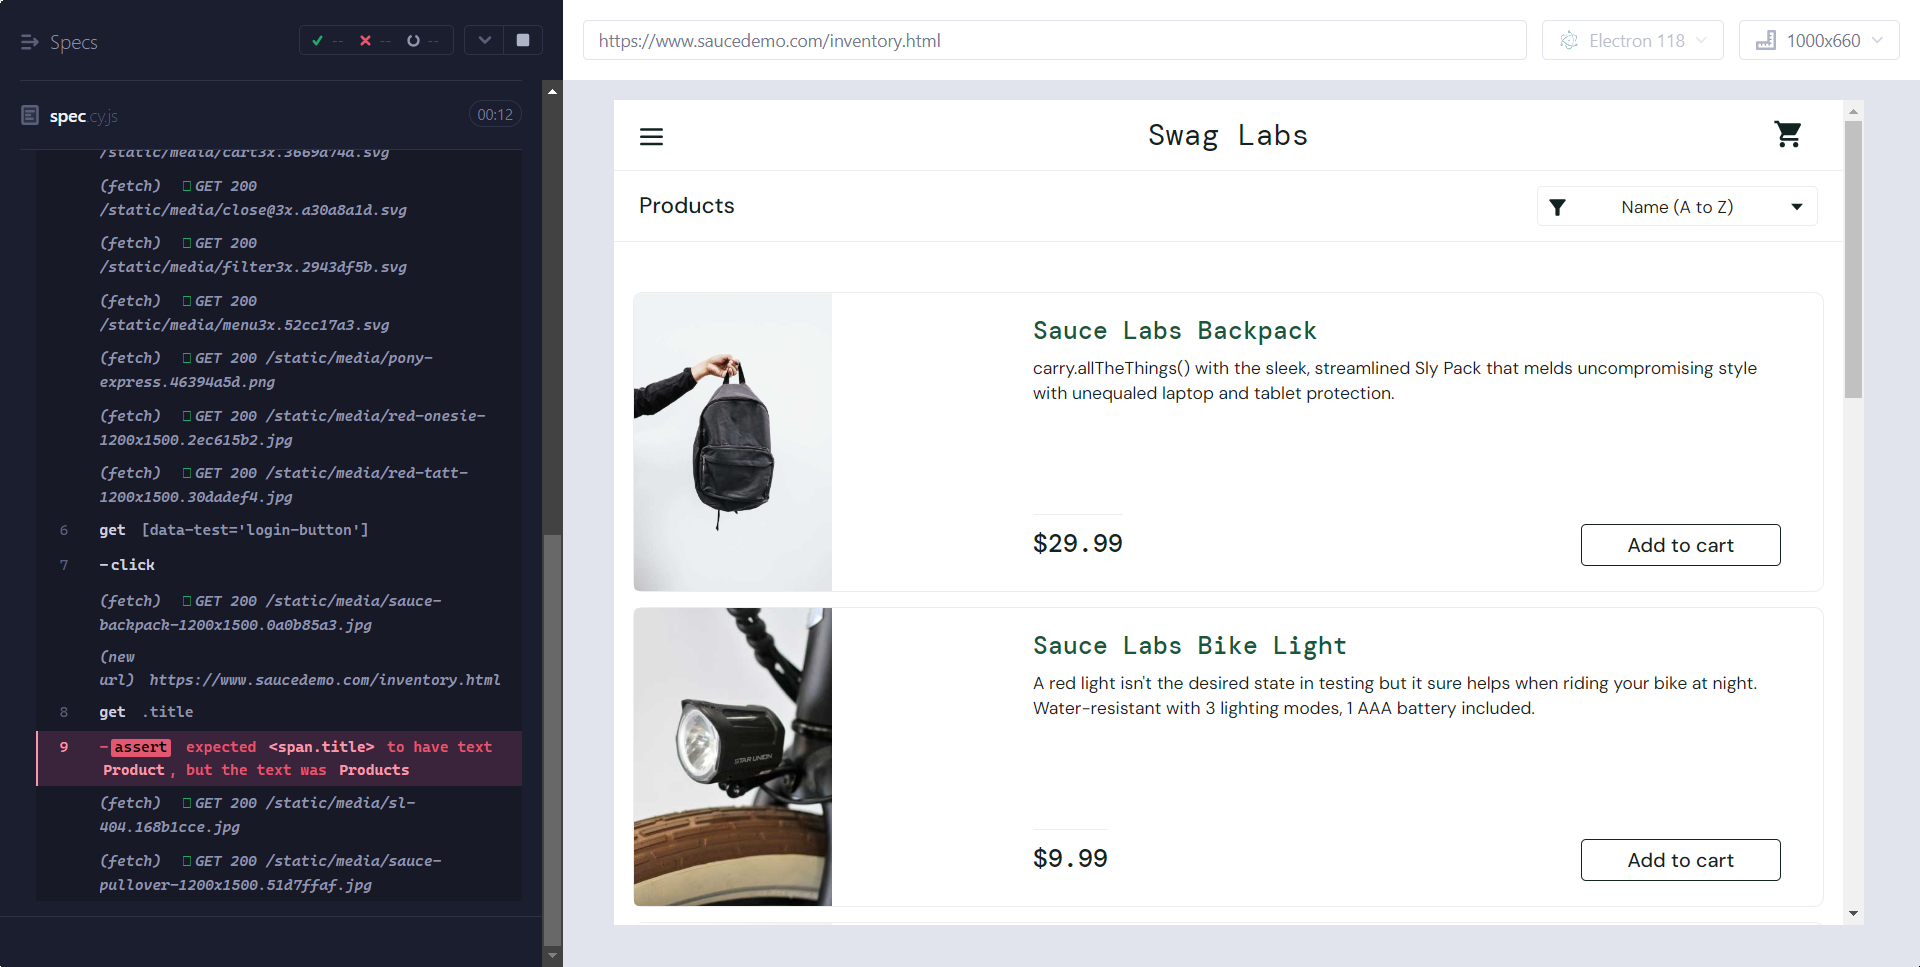 Specs
-- -- --
spec.cy.js
00:12
/static/media/cart3x.3669a74a.svg
(fetch) GET 200
/static/media/close@3x.a30a8a1d.svg
(fetch) GET 200
/static/media/filter3x.2943df5b.svg
(fetch) GET 200
/static/media/menu3x.52cc17a3.svg
(fetch) GET 200 /static/media/pony-
express.46394a5d.png
(fetch) GET 200 /static/media/red-onesie-
1200x1500.2ec615b2.jpg
(fetch) GET 200 /static/media/red-tatt-
1200x1500.30dadef4.jpg
6 get [data-test='login-button']
7 -click
(fetch) GET 200 /static/media/sauce-
backpack-1200x1500.0a0b85a3.jpg
(new
url) https://www.saucedemo.com/inventory.html
8 get .title
9 -assert expected <span.title> to have text
Product, but the text was Products
(fetch) GET 200 /static/media/sl-
404.168b1cce.jpg
(fetch) GET 200 /static/media/sauce-
pullover-1200x1500.51d7ffaf.jpg
https://www.saucedemo.com/inventory.html
Electron 118
1000x660
Swag Labs
Products
Name (A to Z)
Sauce Labs Backpack
carry.allTheThings() with the sleek, streamlined Sly Pack that melds uncompromising style
with unequaled laptop and tablet protection.
$29.99
Add to cart
STAR UNION
Sauce Labs Bike Light
A red light isn't the desired state in testing but it sure helps when riding your bike at night.
Water-resistant with 3 lighting modes, 1 AAA battery included.
$9.99
Add to cart